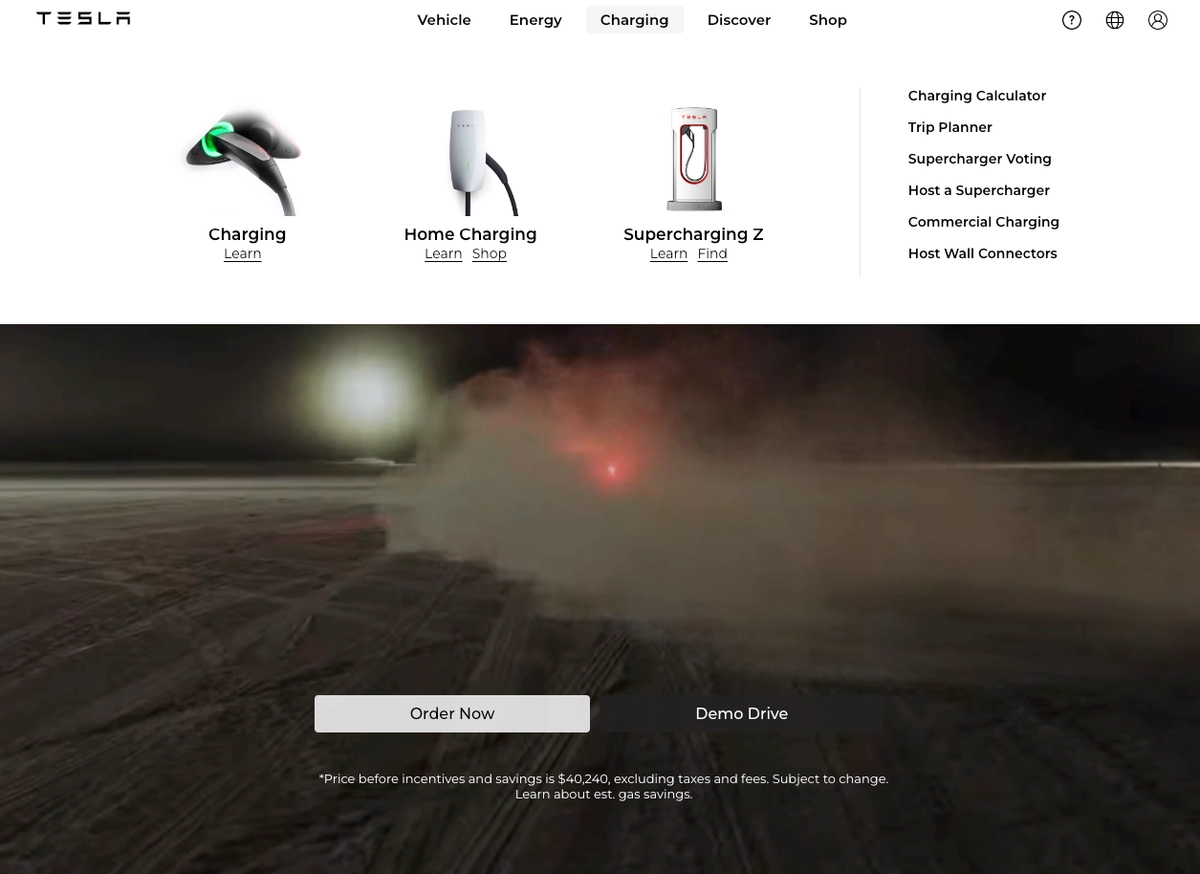 TESLA
Vehicle Energy Charging Discover Shop
Charging
Learn
Home Charging
Learn Shop
TESLA
Supercharging Z
Learn Find
Charging Calculator
Trip Planner
Supercharger Voting
Host a Supercharger
Commercial Charging
Host Wall Connectors
Order Now
Demo Drive
*Price before incentives and savings is $40,240, excluding taxes and fees. Subject to change.
Learn about est. gas savings.